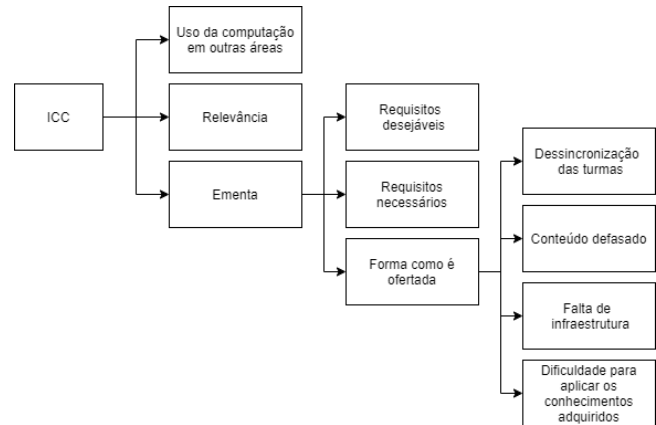 Uso da computação
em outras áreas
ICC
Relevância
Requisitos
desejáveis
Dessincronização
das turmas
Ementa
Requisitos
necessários
Conteúdo defasado
Forma como é
ofertada
Falta de
infraestrutura
Dificuldade para
aplicar os
conhecimentos
adquiridos